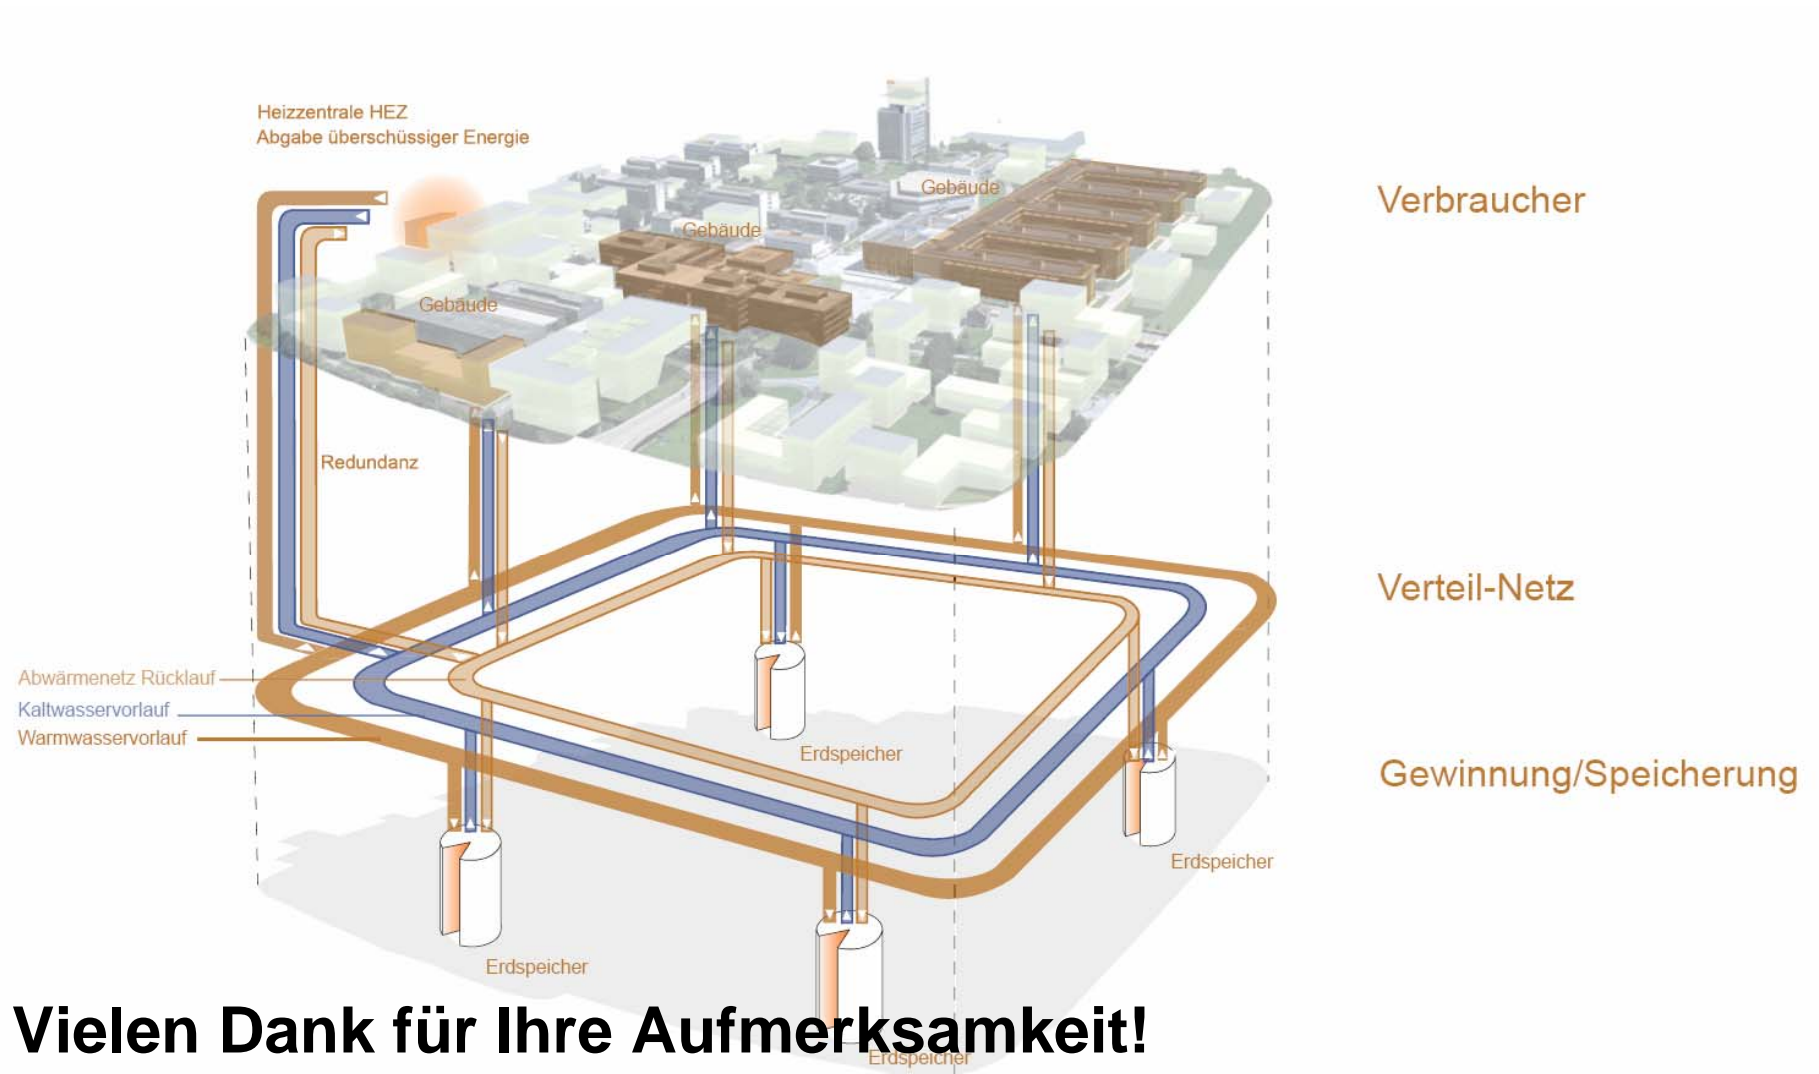 Heizzentrale HEZ
Abgabe überschüssiger Energie
Gebäude
Verbraucher
Gebäude
Gebäude
Redundanz
Verteil-Netz
Abwärmenetz Rücklauf
Kaltwasservorlauf
Warmwasservorlauf
Erdspeicher
Gewinnung/Speicherung
Erdspeicher
Erdspeicher
Vielen Dank für Ihre Aufmerksamkeit!
Erdspeicher